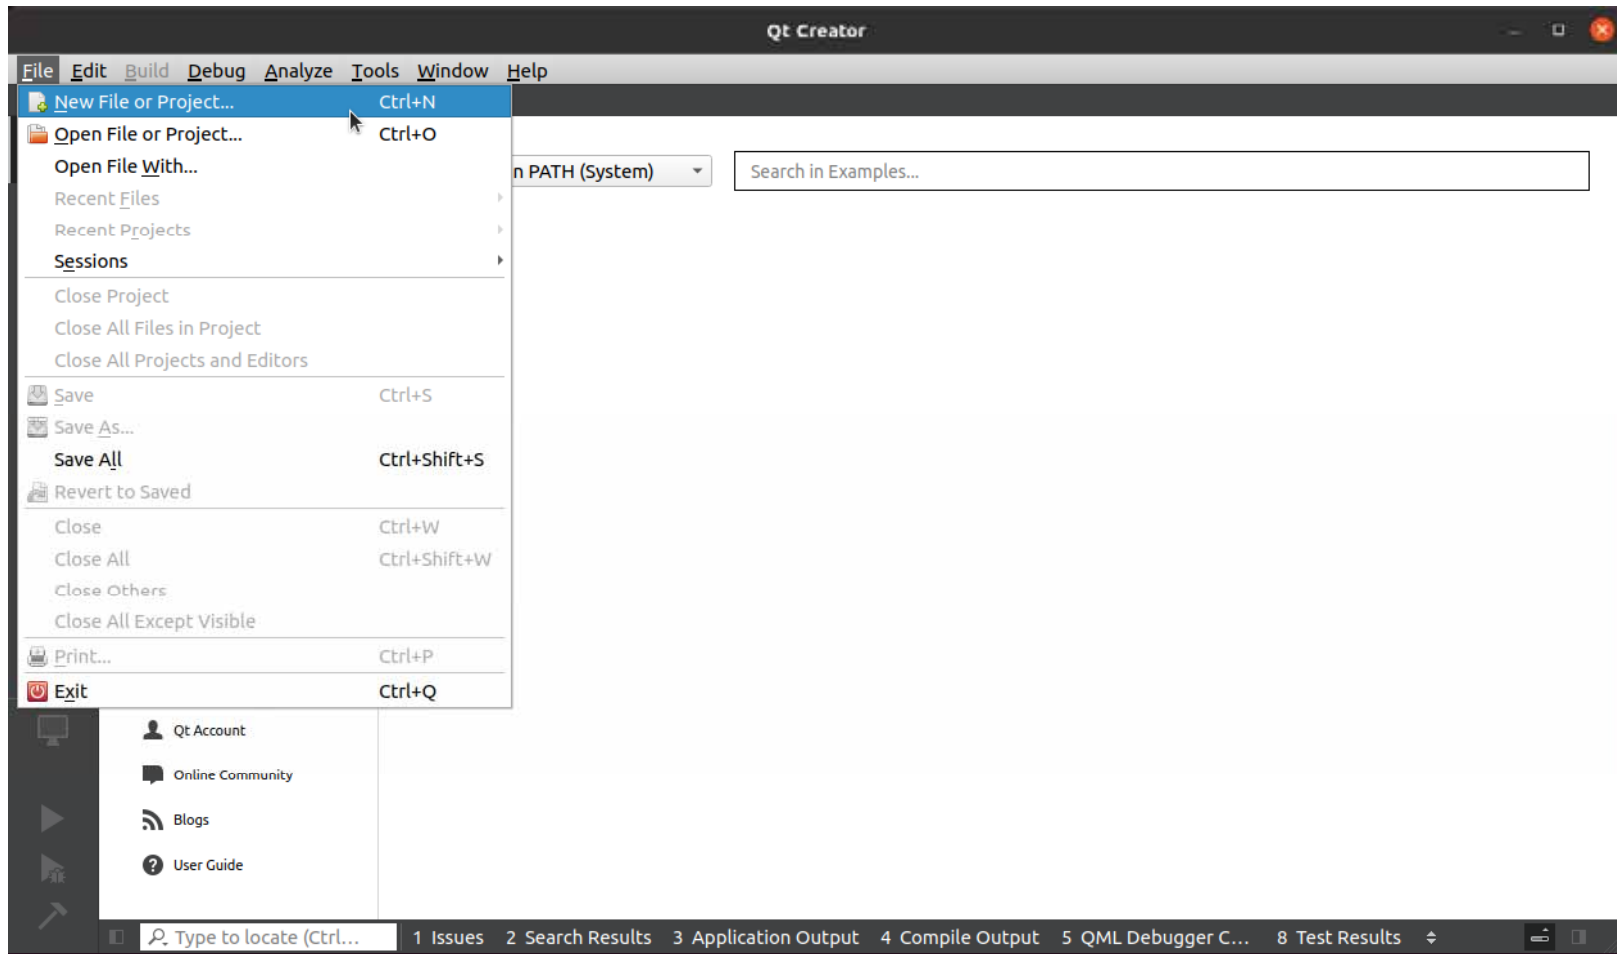 Qt Creator
File Edit Build Debug Analyze Tools Window Help
New File or Project... Ctrl+N
Open File or Project... Ctrl+O
Open File With...
n PATH (System)
Search in Examples...
Recent Files
Recent Projects
Sessions
Close Project
Close All Files in Project
Close All Projects and Editors
Save Ctrl+S
Save As...
Save All Ctrl+Shift+S
Revert to Saved
Close Ctrl+W
Close All Ctrl+Shift+W
Close Others
Close All Except Visible
Print... Ctrl+P
Exit Ctrl+Q
Qt Account
Online Community
Blogs
User Guide
Type to locate (Ctrl... 1 Issues 2 Search Results 3 Application Output 4 Compile Output 5 QML Debugger C... 8 Test Results